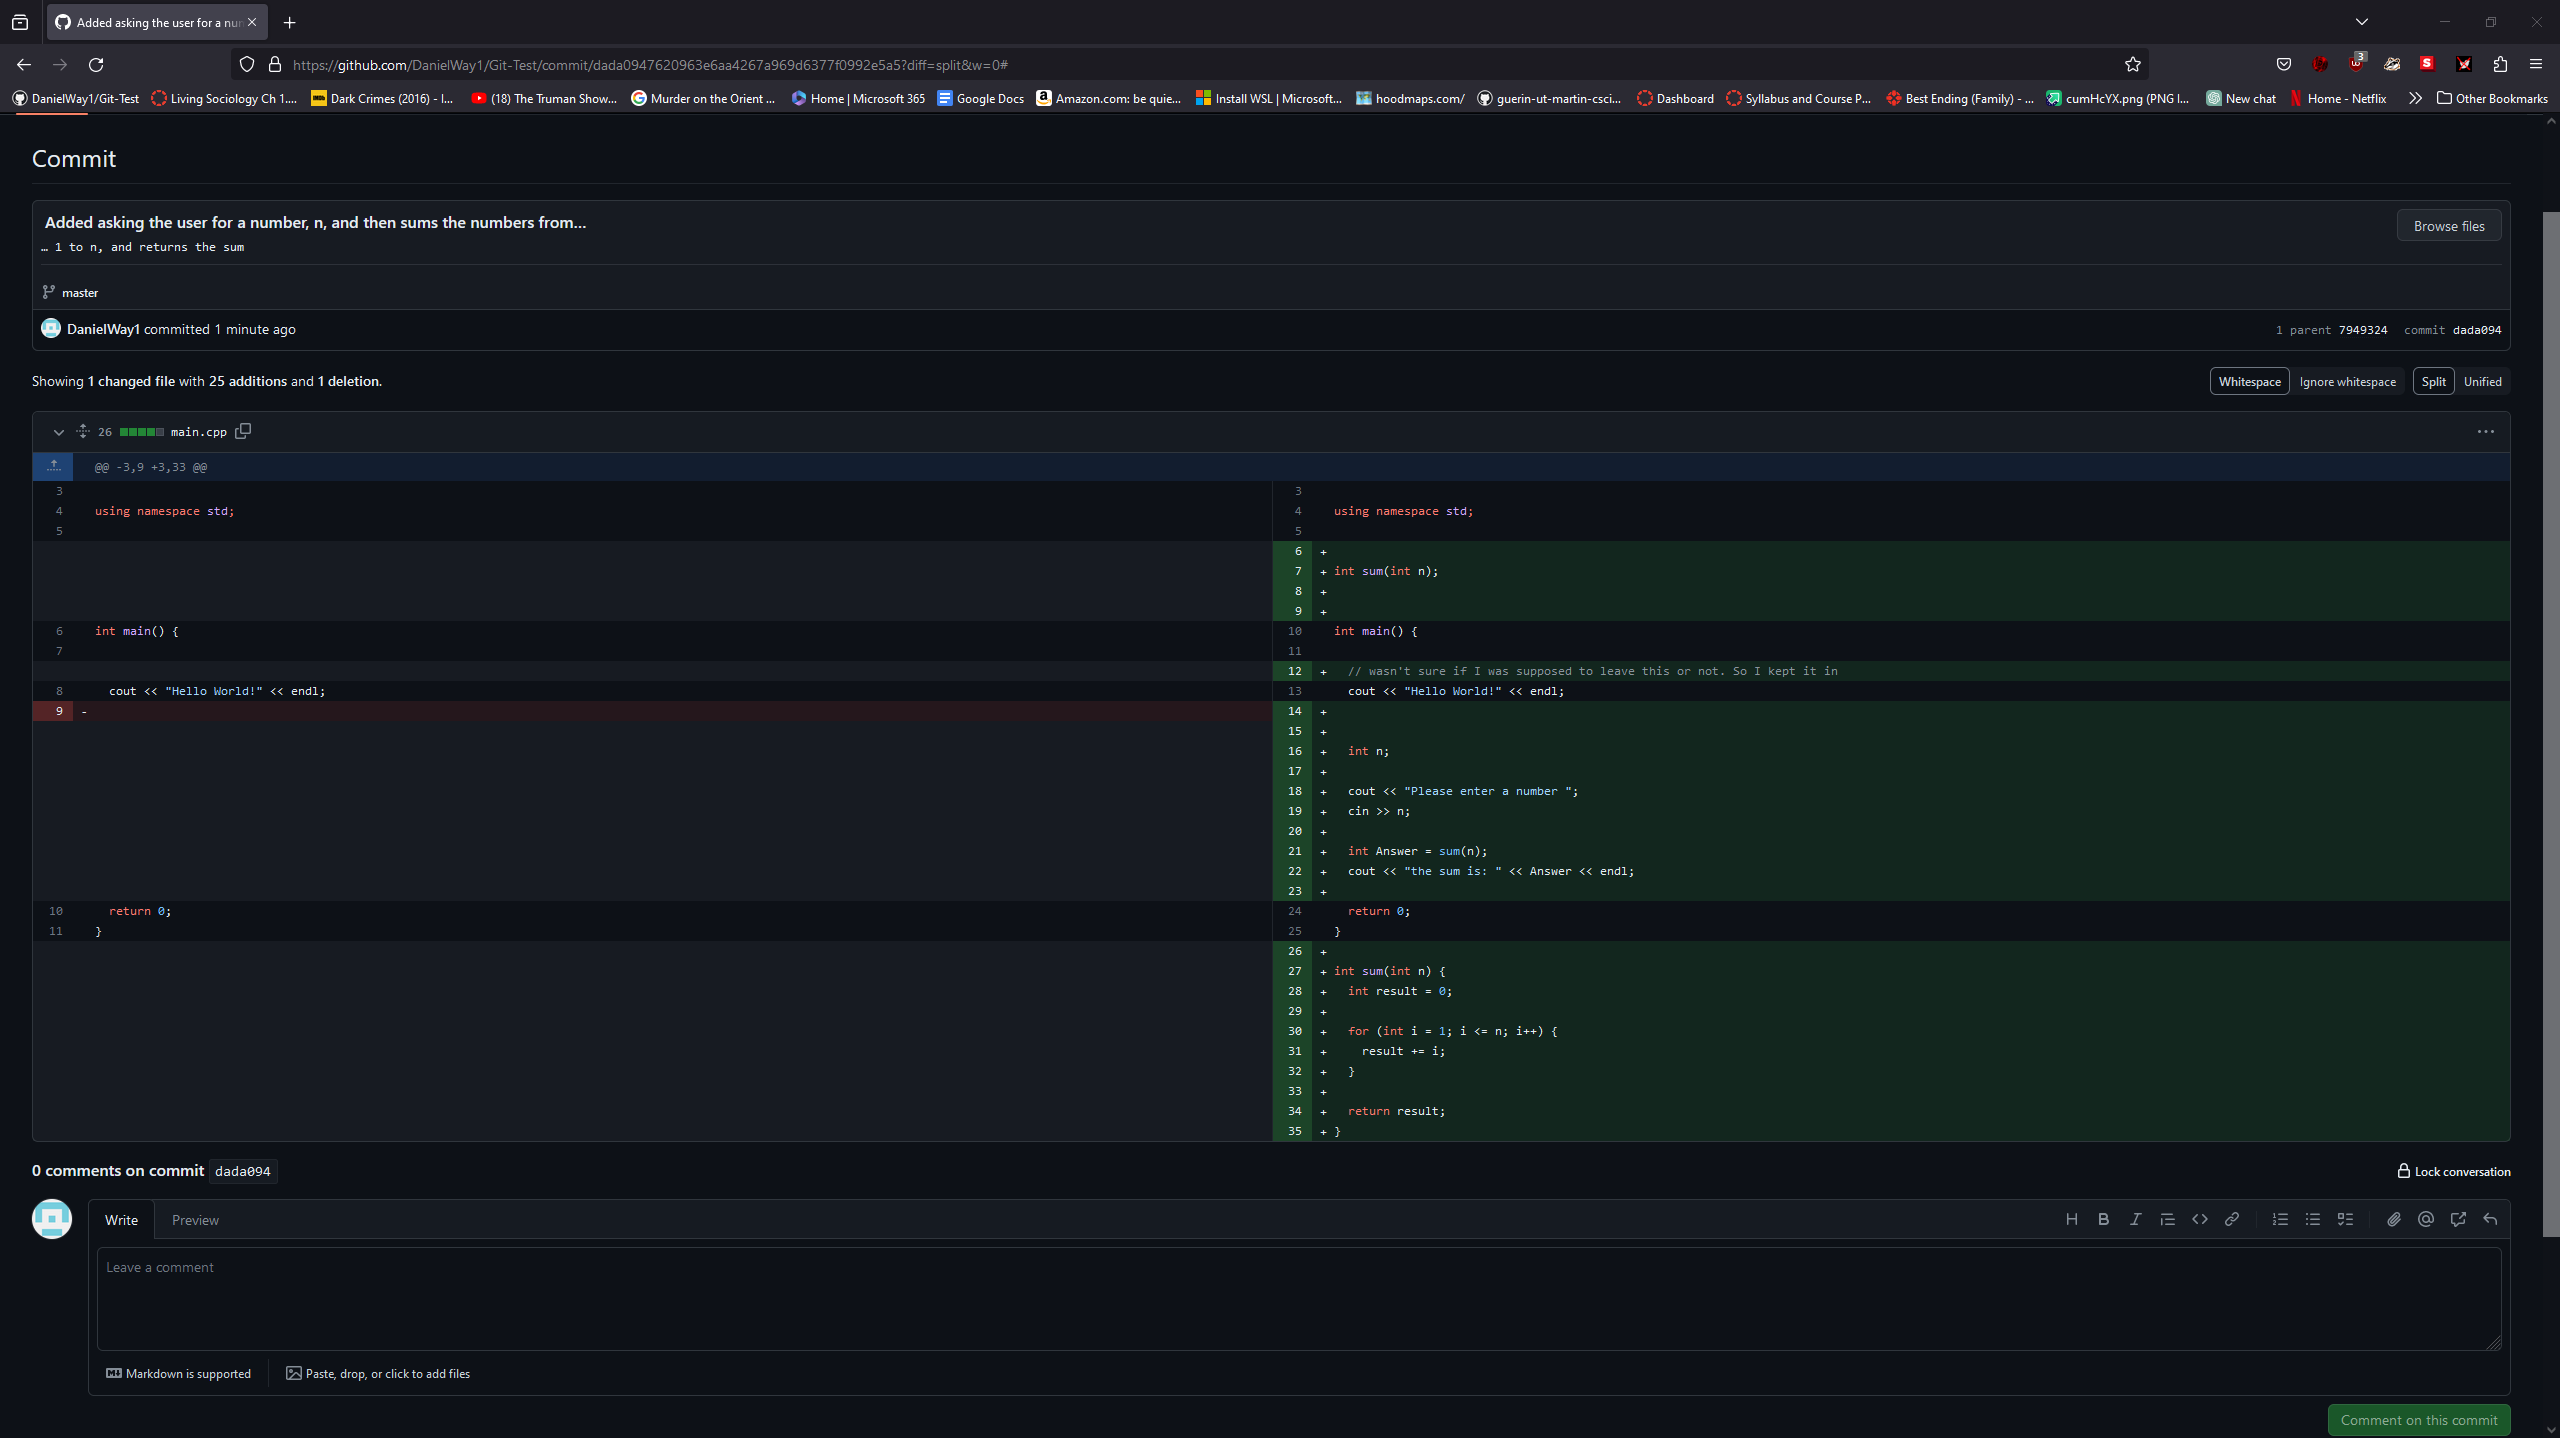 Added asking the user for a nun
https://github.com/DanielWay1/Git-Test/commit/dada0947620963e6aa4267a969d6377f0992e5a5?diff=split&w=0#
3
DanielWay1/Git-Test
Living Sociology Ch 1....
Dark Crimes (2016) - I...
(18) The Truman Show...
Murder on the Orient ...
Home | Microsoft 365
Google Docs
Amazon.com: be quie...
Install WSL | Microsoft...
hoodmaps.com/
guerin-ut-martin-csci...
Dashboard
Syllabus and Course P...
Best Ending (Family) - ...
cumHcYX.png (PNG I...
New chat
Home - Netflix
Other Bookmarks
Commit
Added asking the user for a number, n, and then sums the numbers from...
… 1 to n, and returns the sum
Browse files
master
DanielWay1 committed 1 minute ago
1 parent 7949324 commit dada094
Showing 1 changed file with 25 additions and 1 deletion.
Whitespace Ignore whitespace Split Unified
26 main.cpp
@@ -3,9 +3,33 @@
3 3
4 using namespace std; 4 using namespace std;
5 5
6 +
7 + int sum(int n);
8 +
9 +
6 int main() { 10 int main() {
7 11
12 + // wasn't sure if I was supposed to leave this or not. So I kept it in
8 cout << "Hello World!" << endl; 13 cout << "Hello World!" << endl;
9 - 14 +
15 +
16 + int n;
17 +
18 + cout << "Please enter a number ";
19 + cin >> n;
20 +
21 + int Answer = sum(n);
22 + cout << "the sum is: " << Answer << endl;
23 +
10 return 0; 24 return 0;
11 } 25 }
26 +
27 + int sum(int n) {
28 + int result = 0;
29 +
30 + for (int i = 1; i <= n; i++) {
31 + result += i;
32 + }
33 +
34 + return result;
35 + }
0 comments on commit dada094
Lock conversation
Write Preview
Leave a comment
Markdown is supported
Paste, drop, or click to add files
Comment on this commit